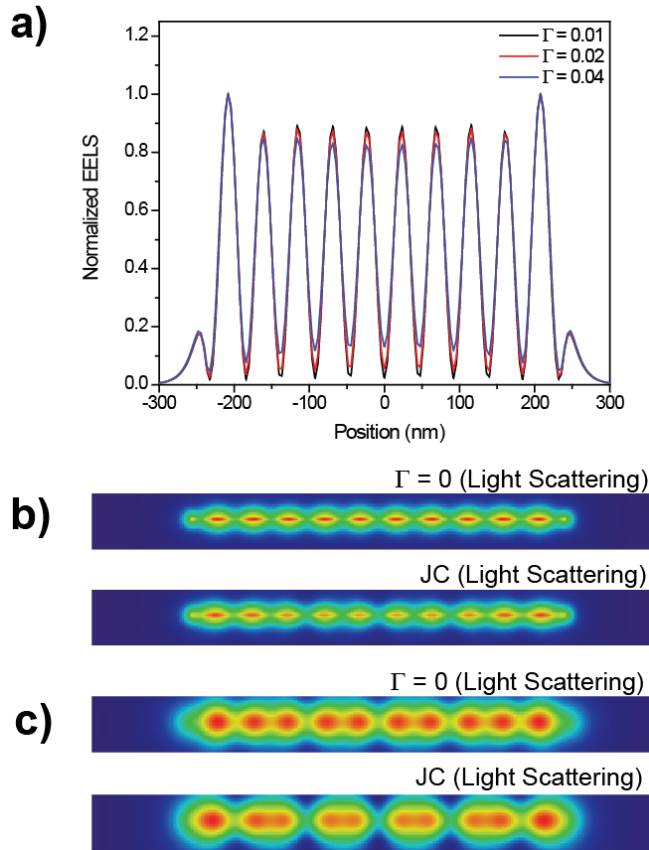 a)
Γ = 0.01
Γ = 0.02
Γ = 0.04
1.2
1.0
0.8
0.6
0.4
0.2
0.0
Normalized EELS
-300 -200 -100 0 100 200 300
Position (nm)
b)
Γ = 0 (Light Scattering)
JC (Light Scattering)
c)
Γ = 0 (Light Scattering)
JC (Light Scattering)